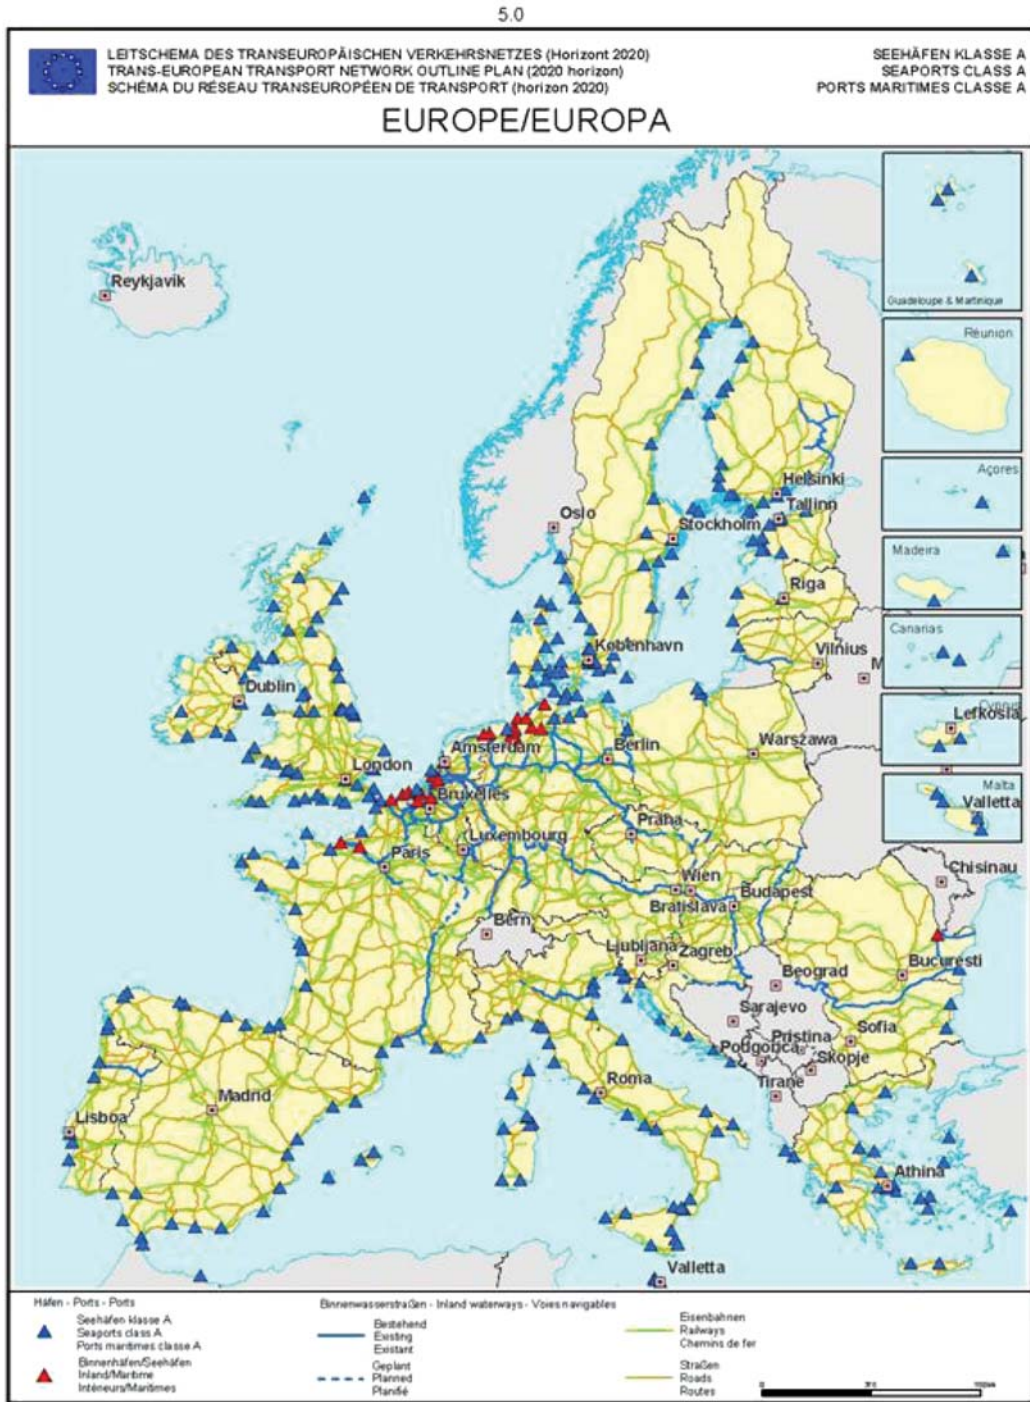 5.0
LEITSCHEMA DES TRANSEUROPÄISCHEN VERKEHRSNETZES (Horizont 2020)
TRANS-EUROPEAN TRANSPORT NETWORK OUTLINE PLAN (2020 horizon)
SCHÉMA DU RÉSEAU TRANSEUROPÉEN DE TRANSPORT (horizon 2020)
SEEHÄFEN KLASSE A
SEAPORTS CLASS A
PORTS MARITIMES CLASSE A
EUROPE/EUROPA
Guadeloupe & Martinique
Reykjavik
Réunion
Açores
Helsinki
Tallinn
Oslo
Stockholm
Madeira
Riga
Canarias
København
Vilnius
M
Dublin
Cyprus
Lefkosia
Amsterdam
Berlin
Warszawa
London
Malta
Valletta
Bruxelles
Praha
Luxembourg
Paris
Chisinau
Wien
Budapest
Bratislava
Bern
Ljubljana
Zagreb
Bucuresti
Beograd
Sarajevo
Sofia
Pristina
Podgorica
Skopje
Tirane
Roma
Madrid
Lisboa
Athina
Valletta
Häfen - Ports - Ports
Seehäfen klasse A
Seaports class A
Ports maritimes classe A
Binnenhäfen/Seehäfen
Inland/Maritime
Intérieurs/Maritimes
Binnenwasserstraßen - Inland waterways - Voies navigables
Bestehend
Existing
Existant
Geplant
Planned
Planifié
Eisenbahnen
Railways
Chemins de fer
Straßen
Roads
Routes
0